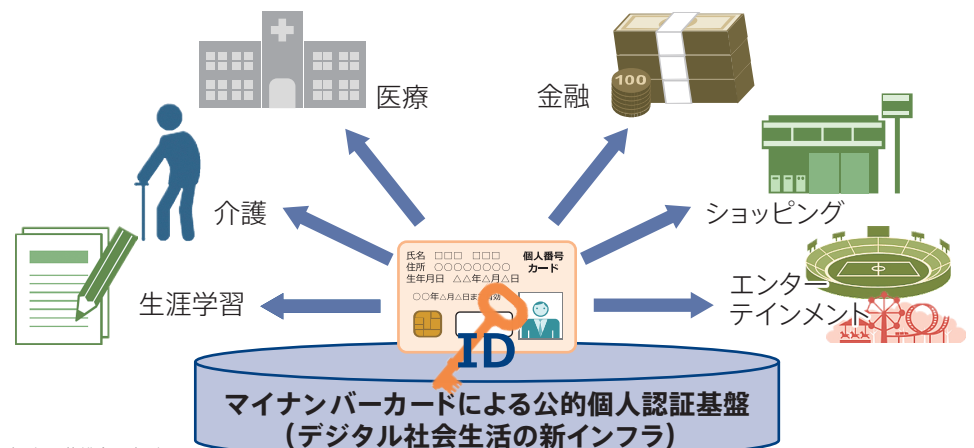 医療
金融
100
介護
ショッピング
生涯学習
エンター
テインメント
氏名 □□□ □□□
個人番号
カード
住所 ○○○○○○○○
生年月日 △△年△月△日
○○年△月△日まで有効
ID
マイナンバーカードによる公的個人認証基盤
(デジタル社会生活の新インフラ)